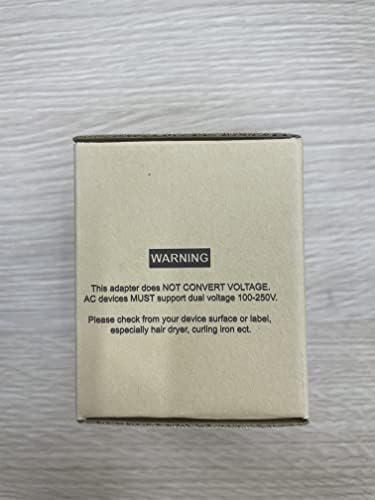 WARNING
This adapter does NOT CONVERT VOLTAGE.
AC devices MUST support dual voltage 100-250V.
Please check from your device surface or label,
especially hair dryer, curling iron ect.